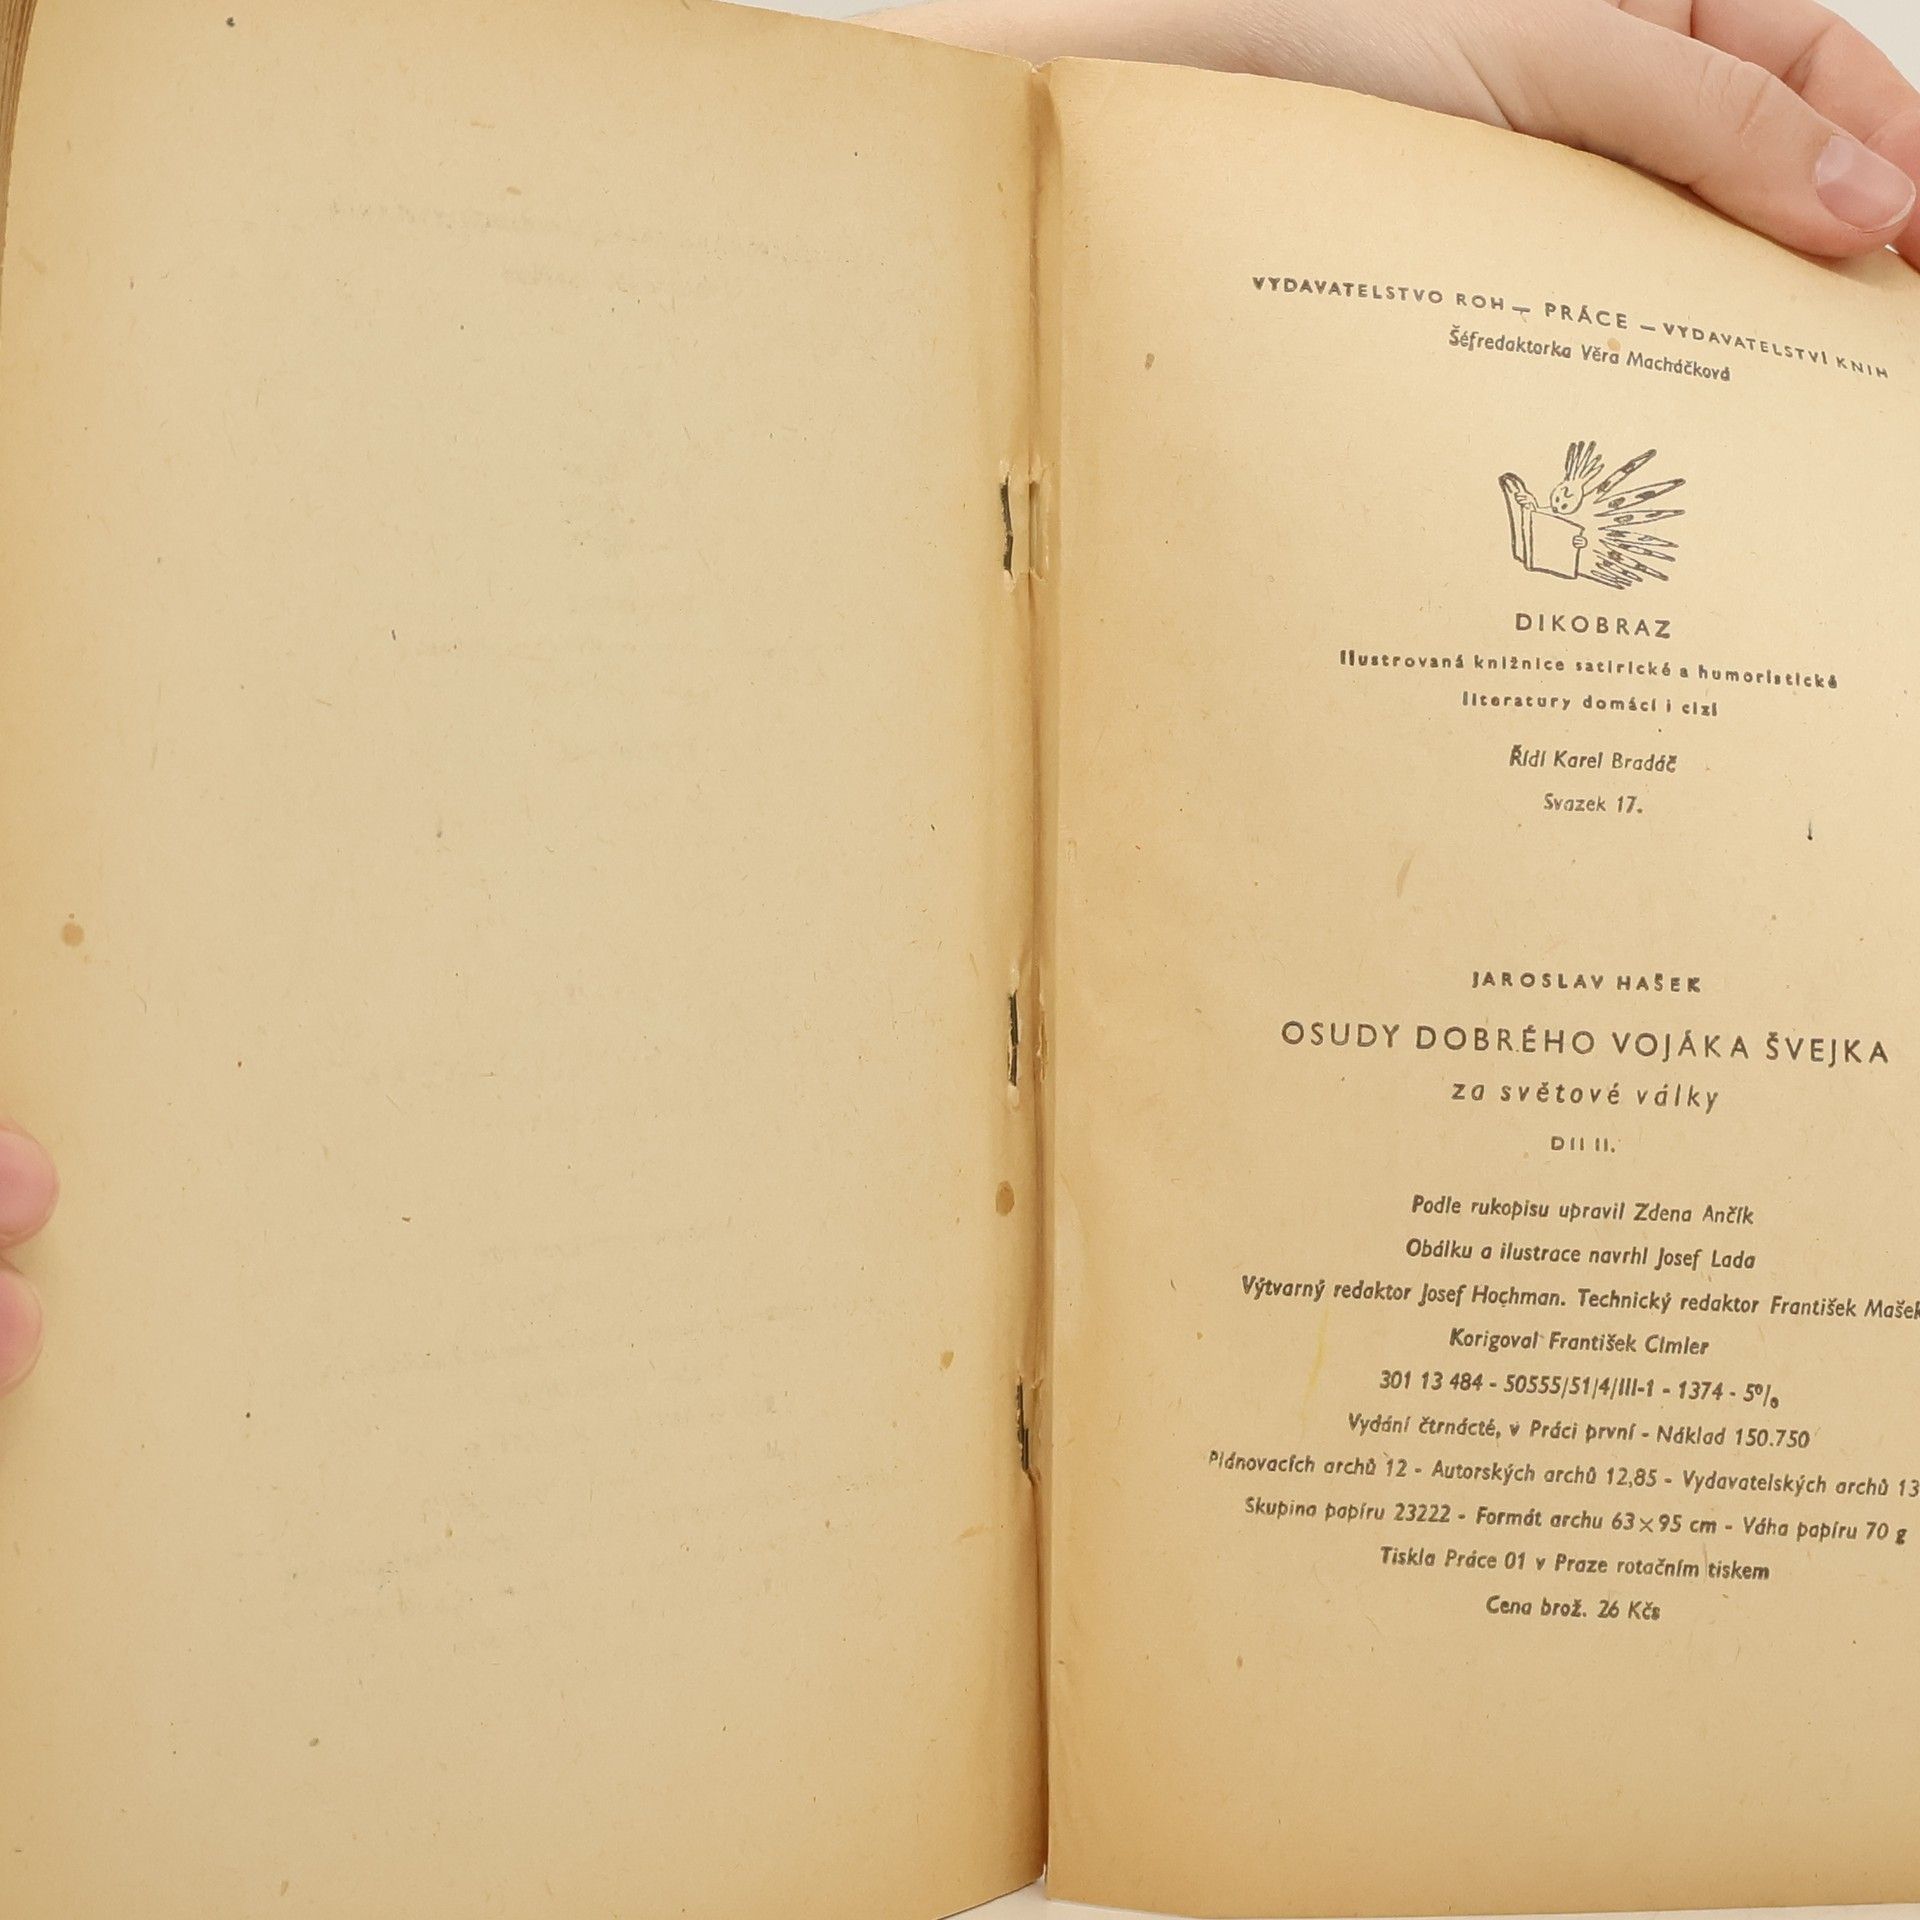 VYDAVATELSTVO ROH — PRÁCE — VYDAVATELSTVÍ KNIH
Šéfredaktorka Věra Macháčková
DIKOBRAZ
Ilustrovaná knižnice satirické a humoristické
literatury domácí i cizí
Řídí Karel Bradáč
Svazek 17.
JAROSLAV HAŠEK
OSUDY DOBRÉHO VOJÁKA ŠVEJKA
za světové války
Díl II.
Podle rukopisu upravil Zdena Ančík
Obálku a ilustrace navrhl Josef Lada
Výtvarný redaktor Josef Hochman. Technický redaktor František Mašek
Korigoval František Cimler
301 13 484 - 50555/51/4/III-1 - 1374 - 5%
Vydání čtrnácté, v Práci první - Náklad 150.750
Plánovacích archů 12 - Autorských archů 12,85 - Vydavatelských archů 13
Skupina papíru 23222 - Formát archu 63 × 95 cm - Váha papíru 70 g
Tiskla Práce 01 v Praze rotačním tiskem
Cena brož. 26 Kčs